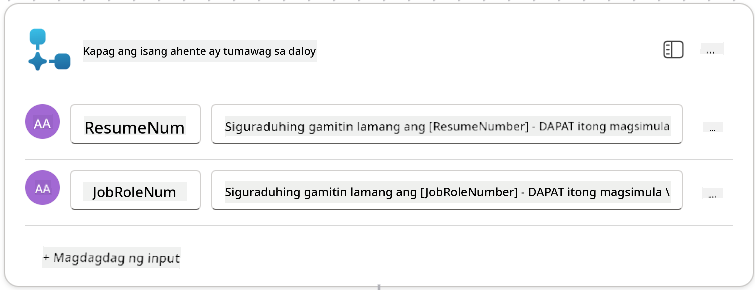 Kapag ang isang ahente ay tumawag sa daloy
...
AA ResumeNum Siguraduhing gamitin lamang ang [ResumeNumber] - DAPAT itong magsimula ...
AA JobRoleNum Siguraduhing gamitin lamang ang [JobRoleNumber] - DAPAT itong magsimula \ ...
+ Magdagdag ng input